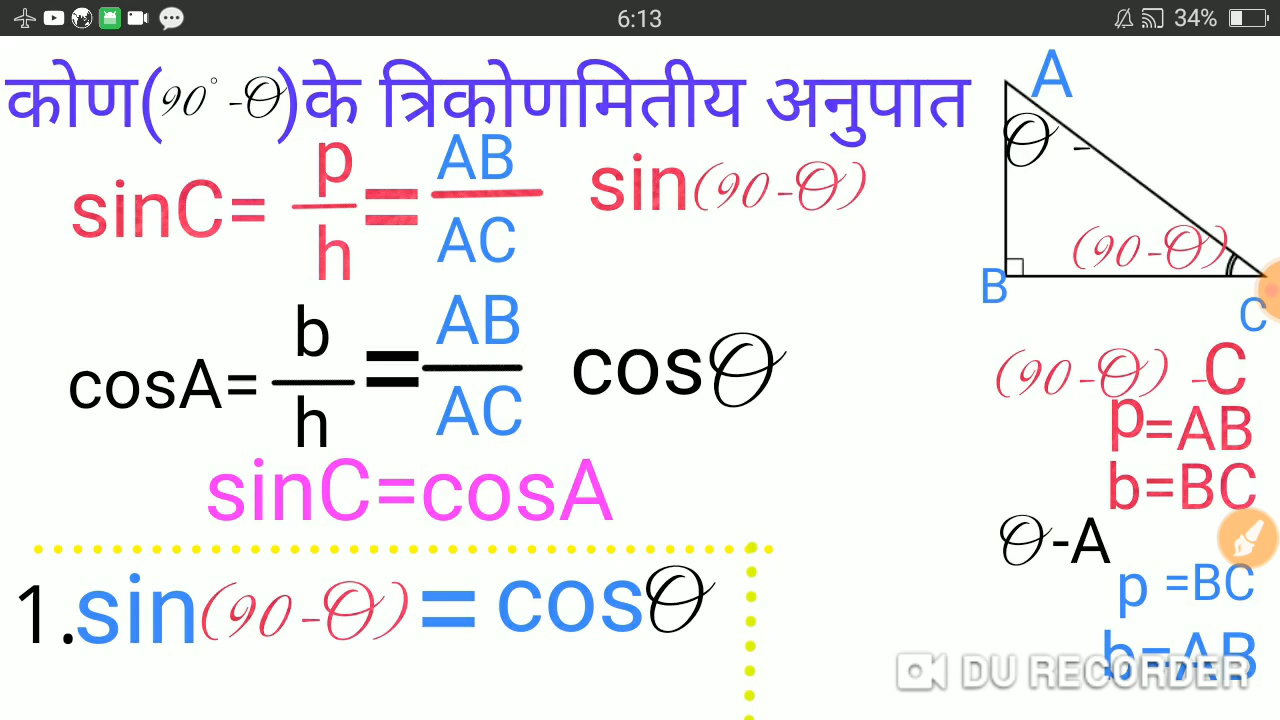 6:13
34%
कोण(90° -θ)के त्रिकोणमितीय अनुपात
sinC= p/h = AB/AC sin(90-θ)
cosA= b/h = AB/AC cosθ
sinC=cosA
1.sin(90-θ)=cosθ
A
θ -
(90-θ)
B
C
(90-θ) -C
p=AB
b=BC
θ-A
p =BC
b=AB
DU RECORDER